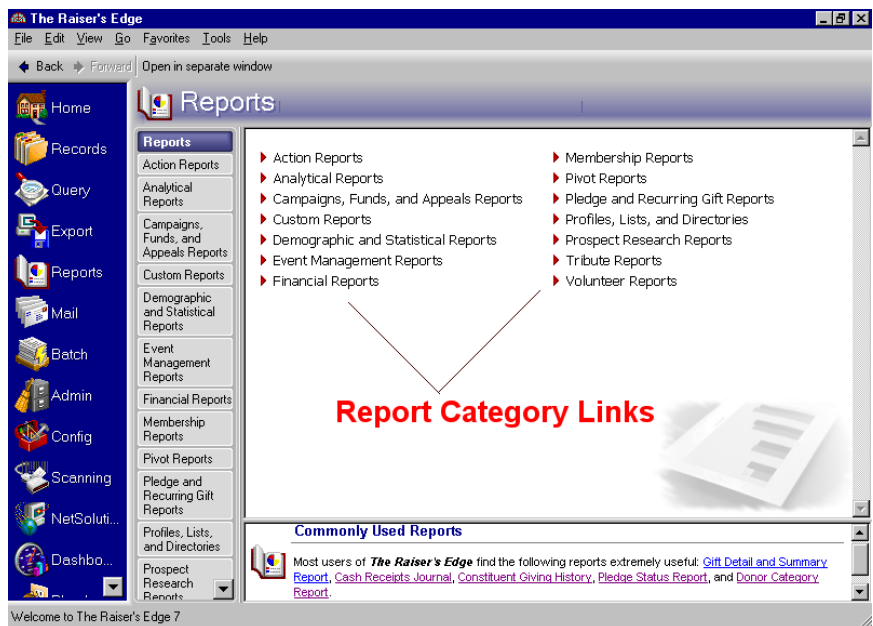 The Raiser's Edge
File Edit View Go Favorites Tools Help
Back Forward Open in separate window
Reports
Home
Records
Query
Export
Reports
Mail
Batch
Admin
Config
Scanning
NetSoluti...
Dashbo...
Reports
Action Reports
Analytical
Reports
Campaigns,
Funds, and
Appeals Reports
Custom Reports
Demographic
and Statistical
Reports
Event
Management
Reports
Financial Reports
Membership
Reports
Pivot Reports
Pledge and
Recurring Gift
Reports
Profiles, Lists,
and Directories
Prospect
Research
Reports
Action Reports
Analytical Reports
Campaigns, Funds, and Appeals Reports
Custom Reports
Demographic and Statistical Reports
Event Management Reports
Financial Reports
Membership Reports
Pivot Reports
Pledge and Recurring Gift Reports
Profiles, Lists, and Directories
Prospect Research Reports
Tribute Reports
Volunteer Reports
Report Category Links
Commonly Used Reports
Most users of The Raiser's Edge find the following reports extremely useful: Gift Detail and Summary
Report, Cash Receipts Journal, Constituent Giving History, Pledge Status Report, and Donor Category
Report.
Welcome to The Raiser's Edge 7